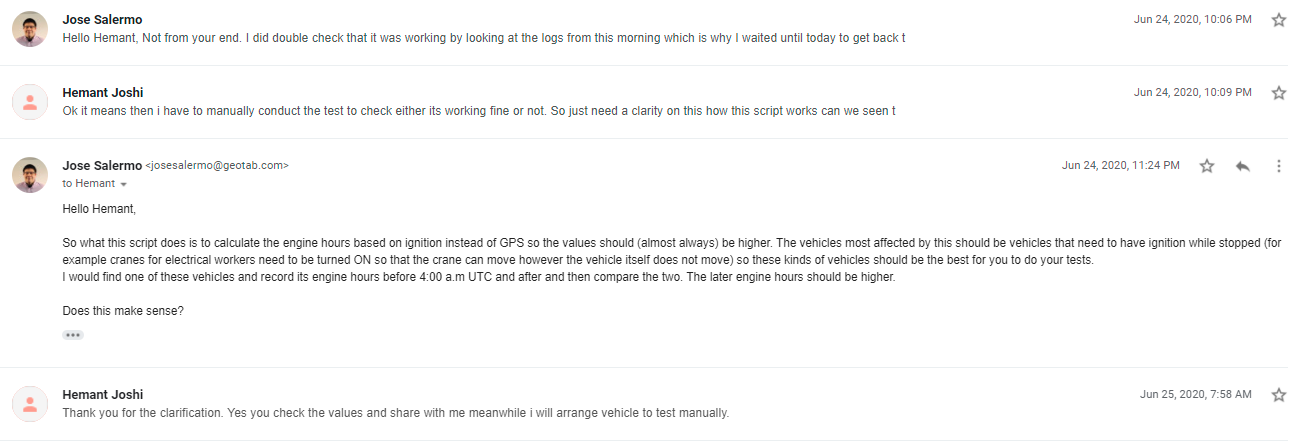 Jose Salermo
Jun 24, 2020, 10:06 PM
Hello Hemant, Not from your end. I did double check that it was working by looking at the logs from this morning which is why I waited until today to get back t
Hemant Joshi
Jun 24, 2020, 10:09 PM
Ok it means then i have to manually conduct the test to check either its working fine or not. So just need a clarity on this how this script works can we seen t
Jose Salermo <josesalermo@geotab.com>
Jun 24, 2020, 11:24 PM
to Hemant
Hello Hemant,
So what this script does is to calculate the engine hours based on ignition instead of GPS so the values should (almost always) be higher. The vehicles most affected by this should be vehicles that need to have ignition while stopped (for
example cranes for electrical workers need to be turned ON so that the crane can move however the vehicle itself does not move) so these kinds of vehicles should be the best for you to do your tests.
I would find one of these vehicles and record its engine hours before 4:00 a.m UTC and after and then compare the two. The later engine hours should be higher.
Does this make sense?
Hemant Joshi
Jun 25, 2020, 7:58 AM
Thank you for the clarification. Yes you check the values and share with me meanwhile i will arrange vehicle to test manually.